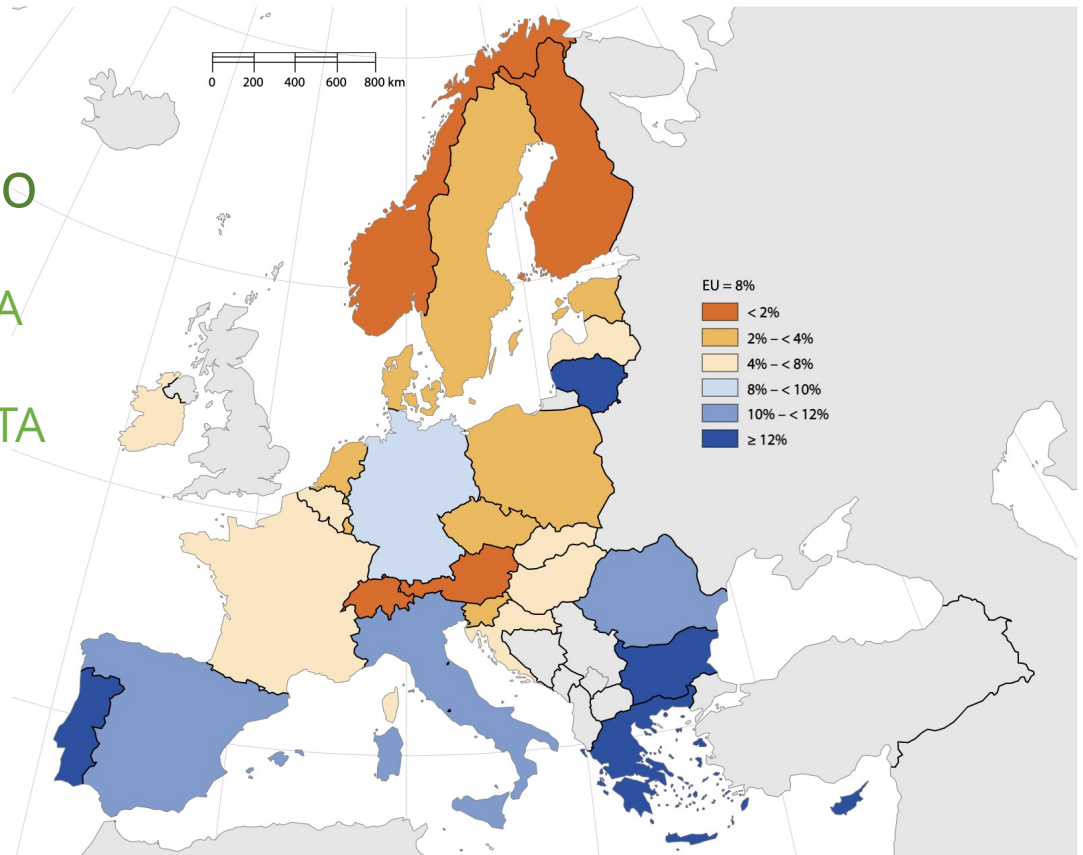 0 200 400 600 800 km
O
A
TA
EU = 8%
< 2%
2% – < 4%
4% – < 8%
8% – < 10%
10% – < 12%
≥ 12%